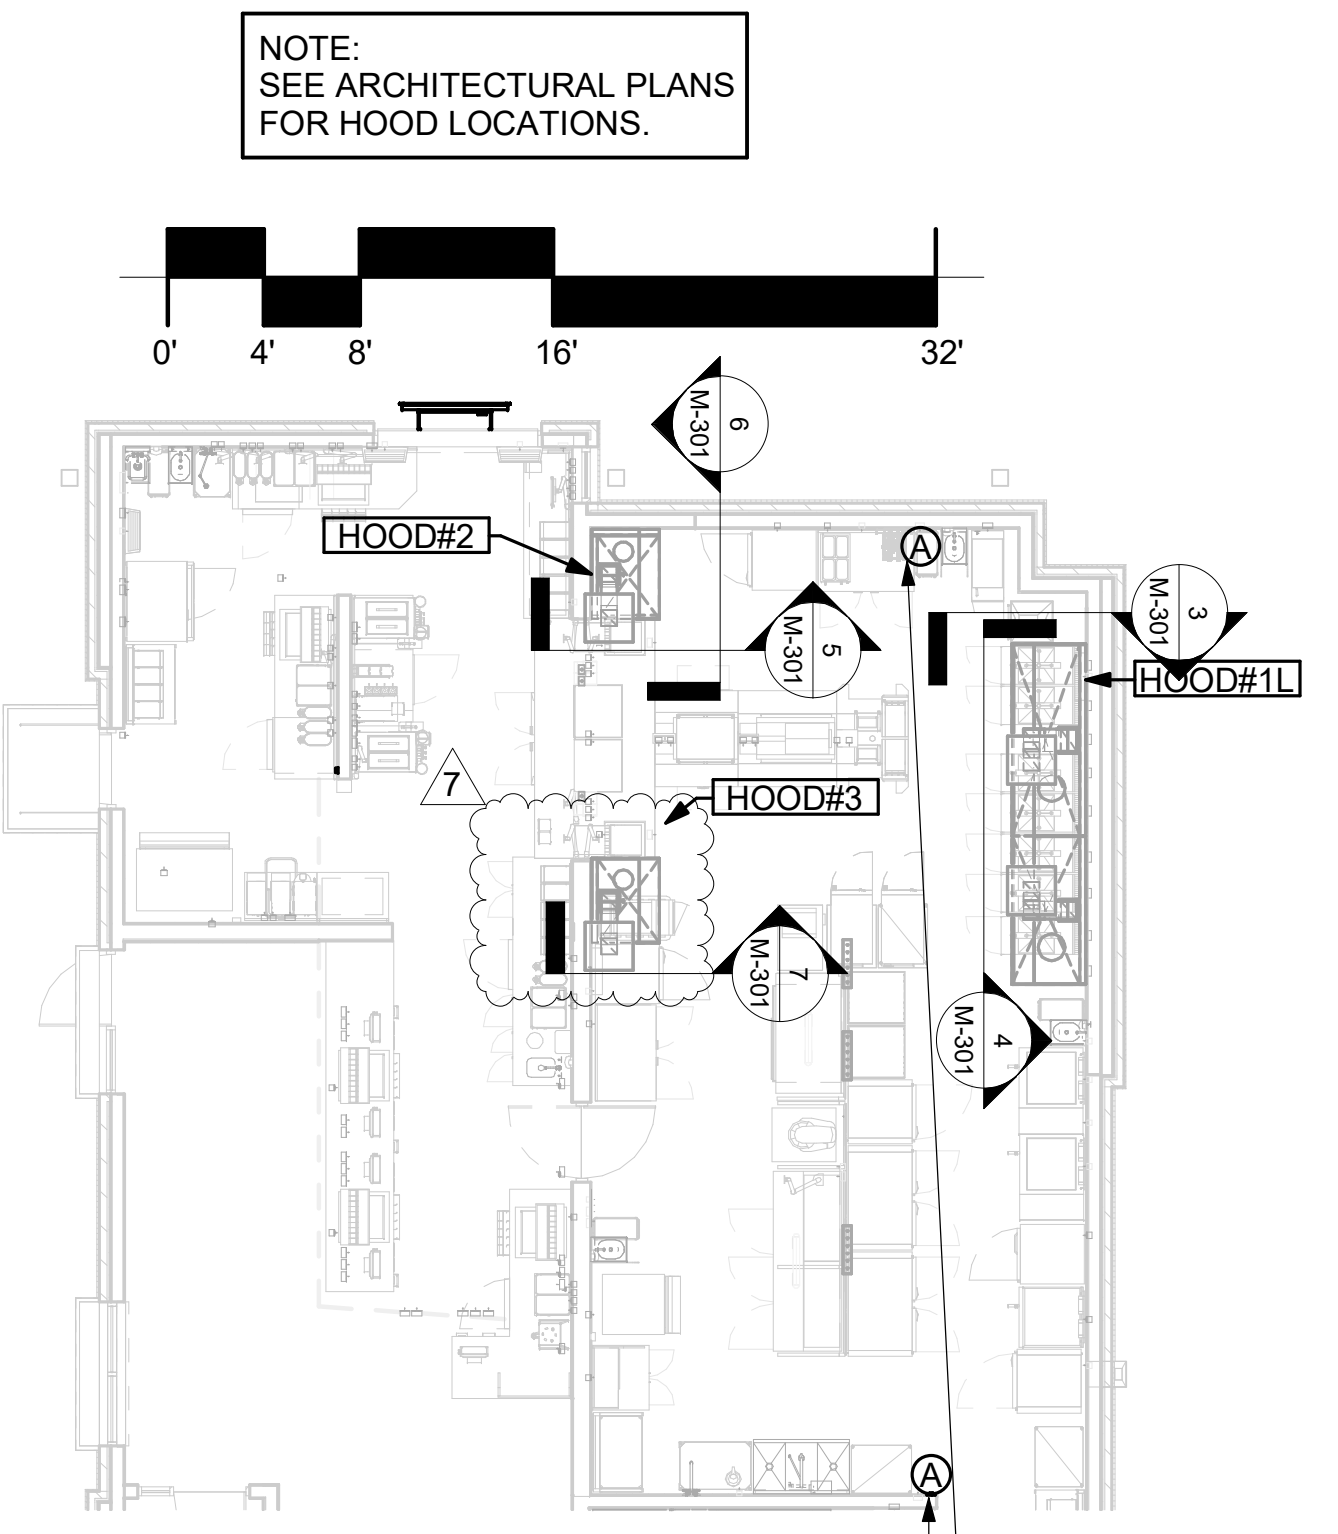 NOTE:
SEE ARCHITECTURAL PLANS
FOR HOOD LOCATIONS.
0' 4' 8' 16' 32'
6
M-301
HOOD#2
A
3
M-301
5
M-301
HOOD#1L
7
HOOD#3
7
M-301
4
M-301
A